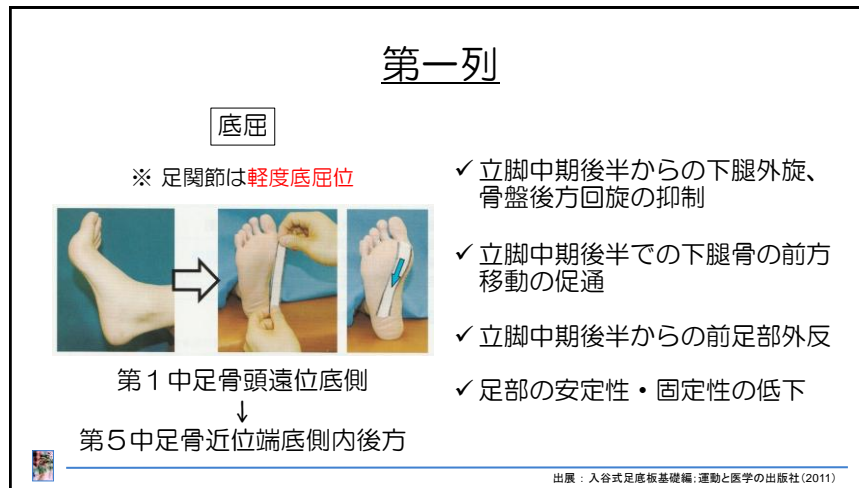 第一列
底屈
※ 足関節は軽度底屈位
第1中足骨頭遠位底側
↓
第5中足骨近位端底側内後方
✓立脚中期後半からの下腿外旋、
骨盤後方回旋の抑制
✓立脚中期後半での下腿骨の前方
移動の促通
✓立脚中期後半からの前足部外反
✓足部の安定性・固定性の低下
出展：入谷式足底板基礎編:運動と医学の出版社(2011)